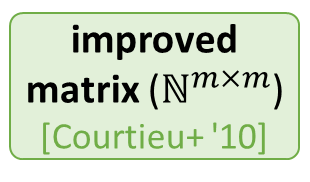 improved
matrix (ℕ^{m×m})
[Courtieu+ '10]